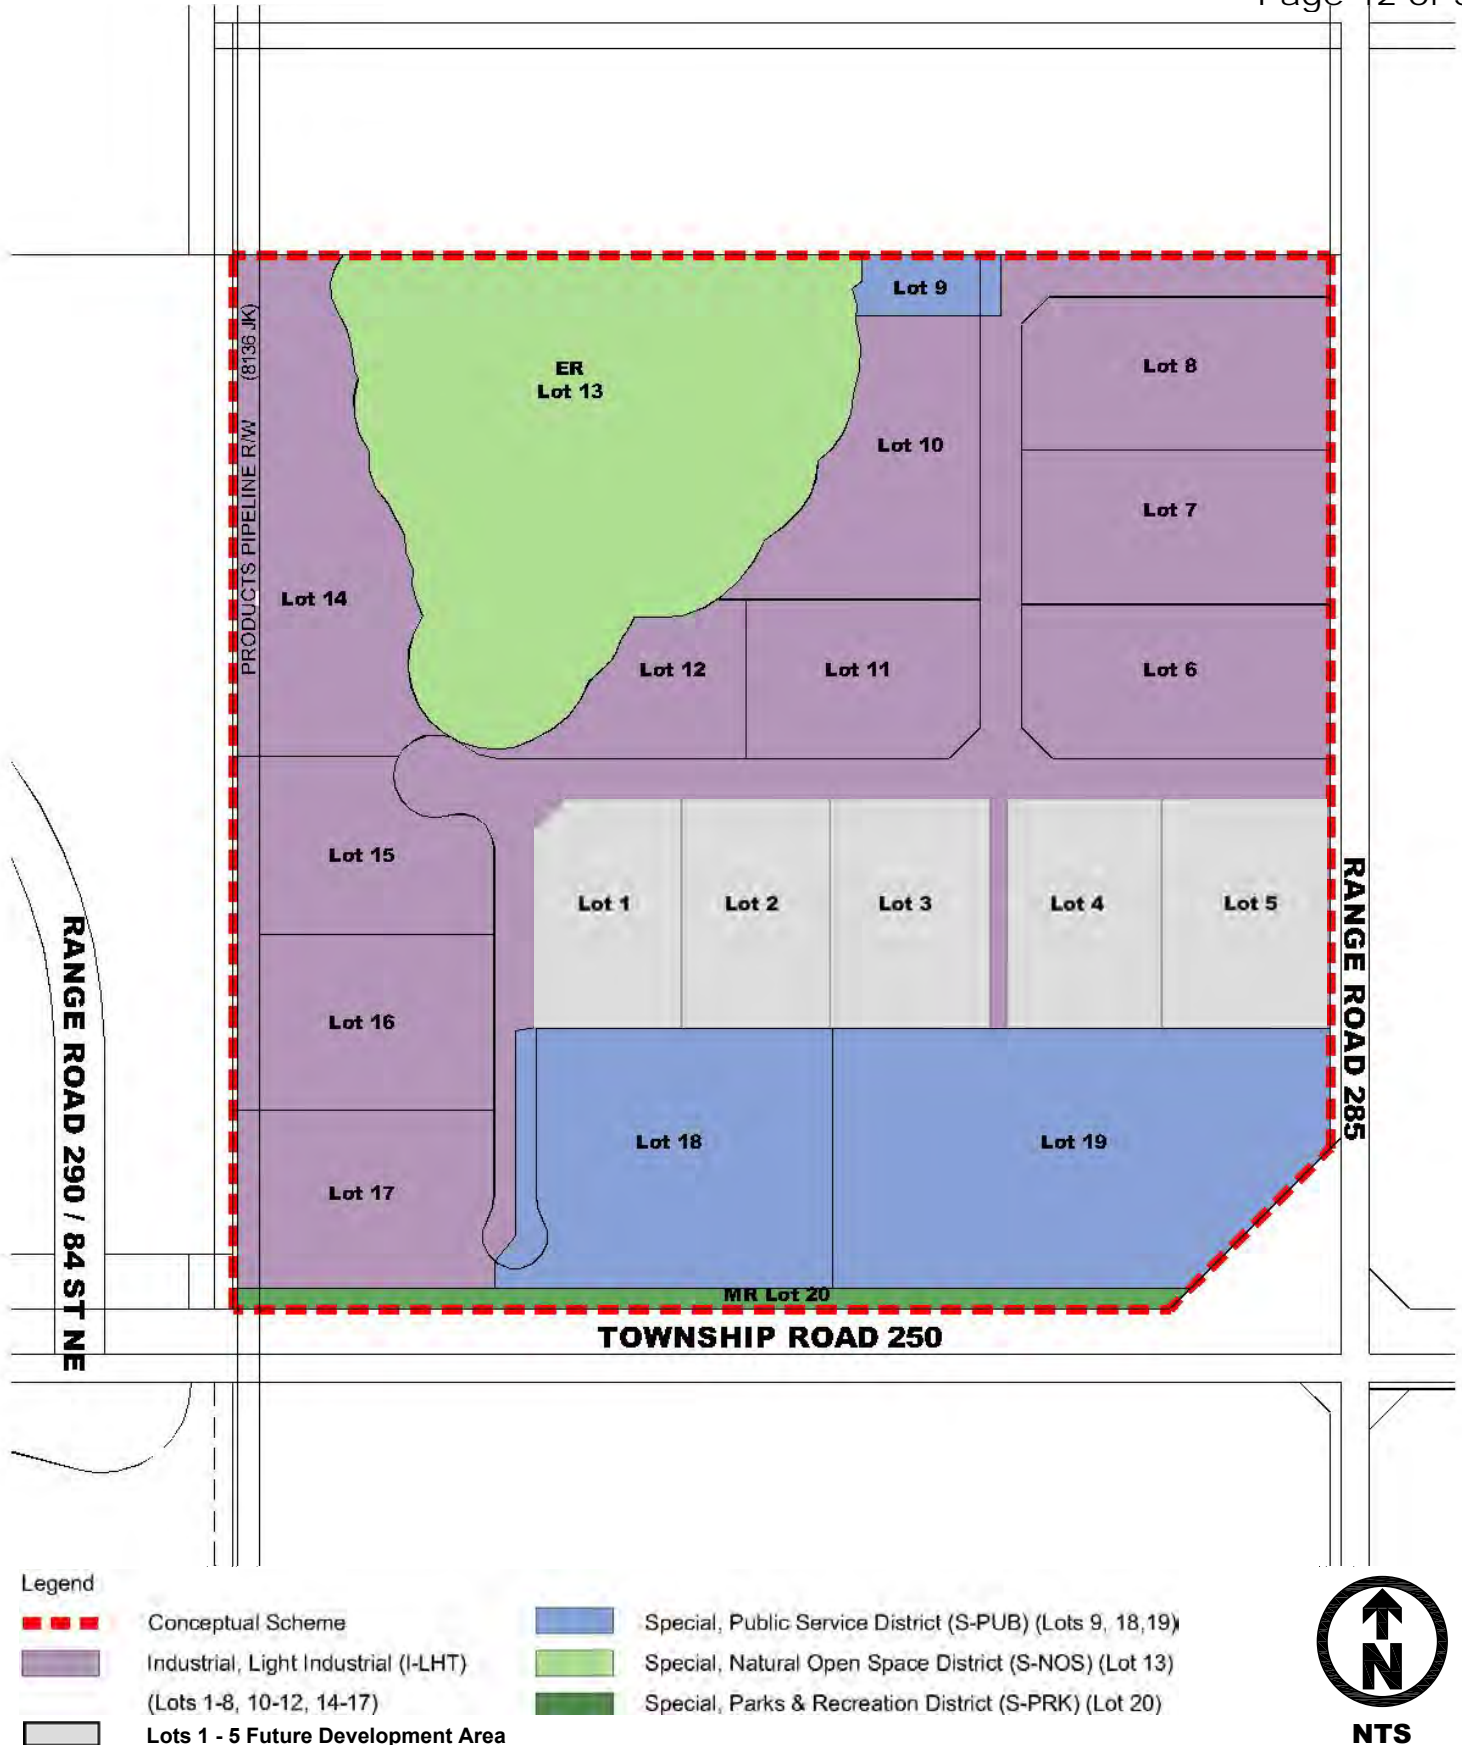 Page 12 of
Lot 9
(8136 JK)
PRODUCTS PIPELINE R/W
ER
Lot 13
Lot 8
Lot 10
Lot 7
Lot 14
Lot 12
Lot 11
Lot 6
Lot 15
Lot 1
Lot 2
Lot 3
Lot 4
Lot 5
RANGE ROAD 285
RANGE ROAD 290 / 84 ST NE
Lot 16
Lot 18
Lot 19
Lot 17
MR Lot 20
TOWNSHIP ROAD 250
Legend
Conceptual Scheme
Industrial, Light Industrial (I-LHT)
(Lots 1-8, 10-12, 14-17)
Lots 1 - 5 Future Development Area
Special, Public Service District (S-PUB) (Lots 9, 18,19)
Special, Natural Open Space District (S-NOS) (Lot 13)
Special, Parks & Recreation District (S-PRK) (Lot 20)
N
NTS